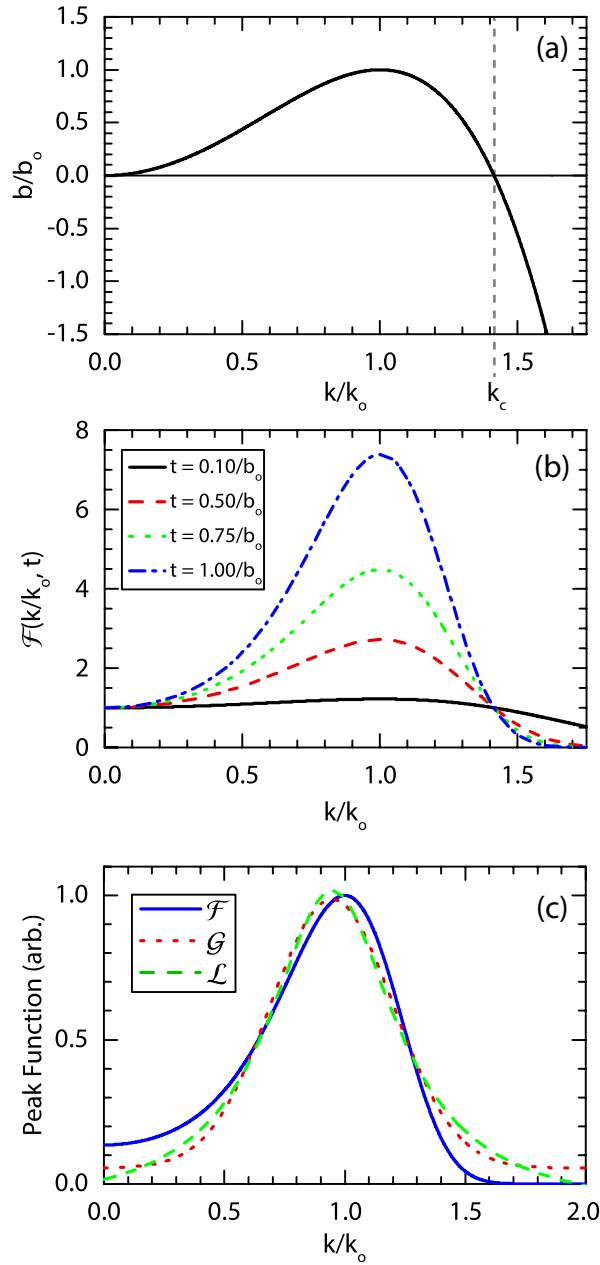 (a)
b/bₒ
1.5
1.0
0.5
0.0
-0.5
-1.0
-1.5
0.0 0.5 1.0 1.5
k/kₒ
k꜀
(b)
ℱ(k/kₒ, t)
8
6
4
2
0
t = 0.10/bₒ
t = 0.50/bₒ
t = 0.75/bₒ
t = 1.00/bₒ
0.0 0.5 1.0 1.5
k/kₒ
(c)
Peak Function (arb.)
1.0
0.5
0.0
ℱ
𝒢
ℒ
0.0 0.5 1.0 1.5 2.0
k/kₒ